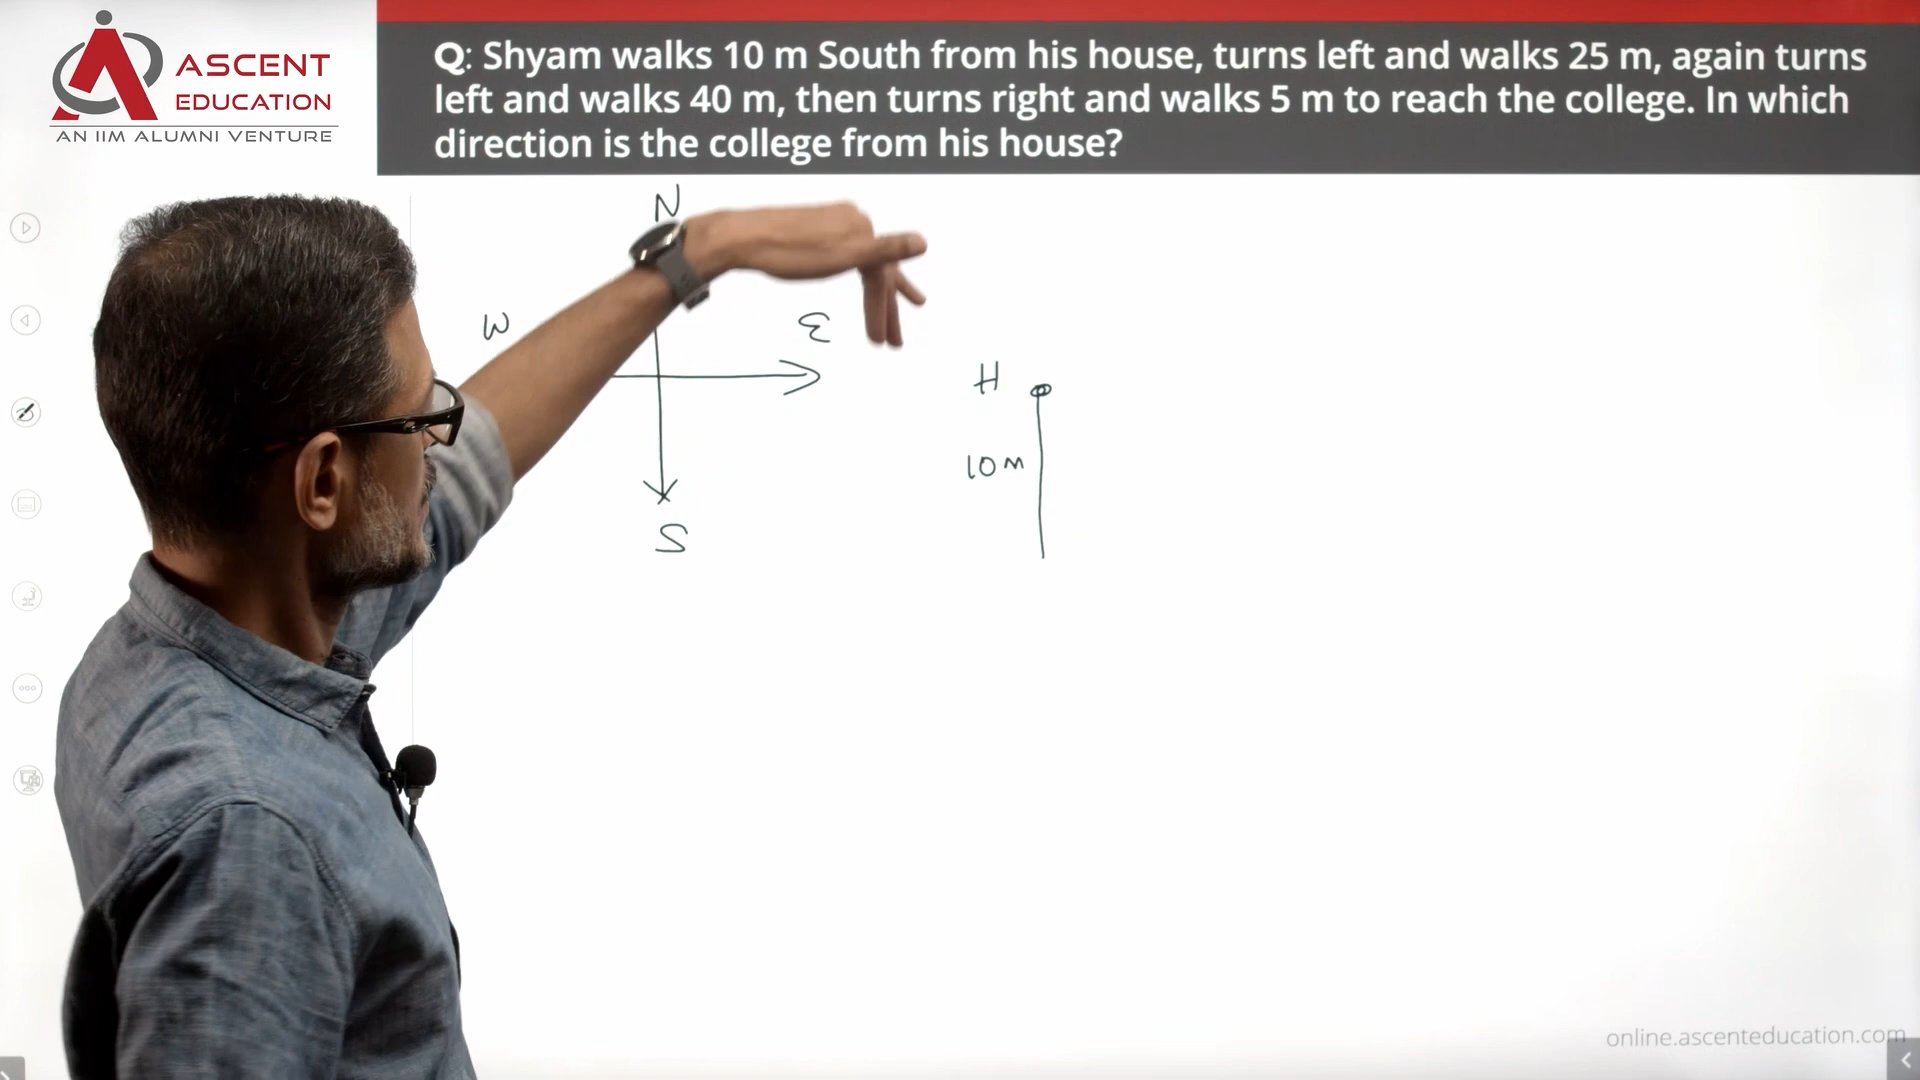 ASCENT
EDUCATION
AN IIM ALUMNI VENTURE
Q: Shyam walks 10 m South from his house, turns left and walks 25 m, again turns
left and walks 40 m, then turns right and walks 5 m to reach the college. In which
direction is the college from his house?
N
W
E
S
H
10 m
online.ascenteducation.com